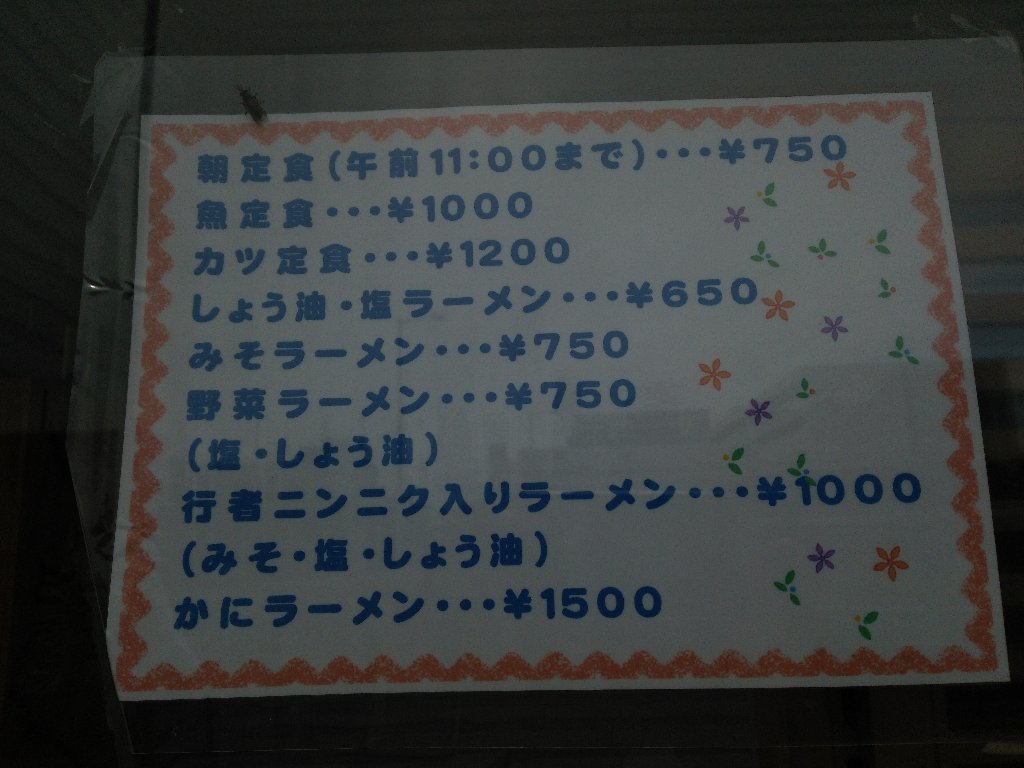 朝定食(午前11:00まで)・・・¥750
魚定食・・・¥1000
カツ定食・・・¥1200
しょう油・塩ラーメン・・・¥650
みそラーメン・・・¥750
野菜ラーメン・・・¥750
(塩・しょう油)
行者ニンニク入りラーメン・・・¥1000
(みそ・塩・しょう油)
かにラーメン・・・¥1500